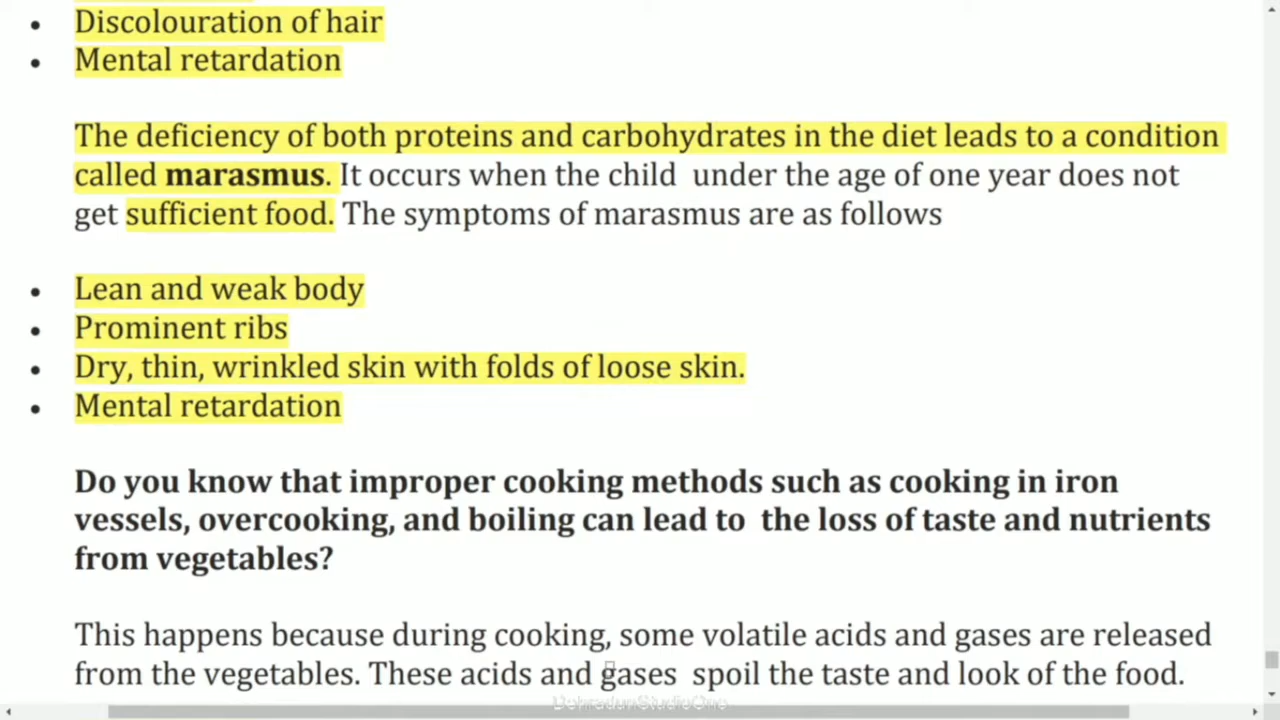 • Discolouration of hair
• Mental retardation
The deficiency of both proteins and carbohydrates in the diet leads to a condition
called marasmus. It occurs when the child under the age of one year does not
get sufficient food. The symptoms of marasmus are as follows
• Lean and weak body
• Prominent ribs
• Dry, thin, wrinkled skin with folds of loose skin.
• Mental retardation
Do you know that improper cooking methods such as cooking in iron
vessels, overcooking, and boiling can lead to the loss of taste and nutrients
from vegetables?
This happens because during cooking, some volatile acids and gases are released
from the vegetables. These acids and gases spoil the taste and look of the food.